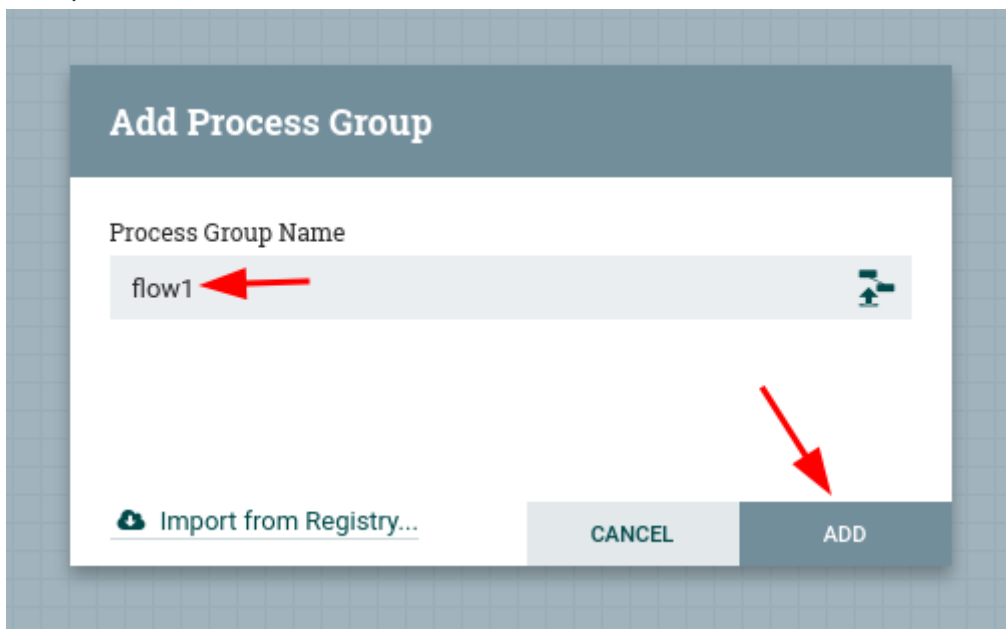 Add Process Group
Process Group Name
flow1
Import from Registry...
CANCEL
ADD